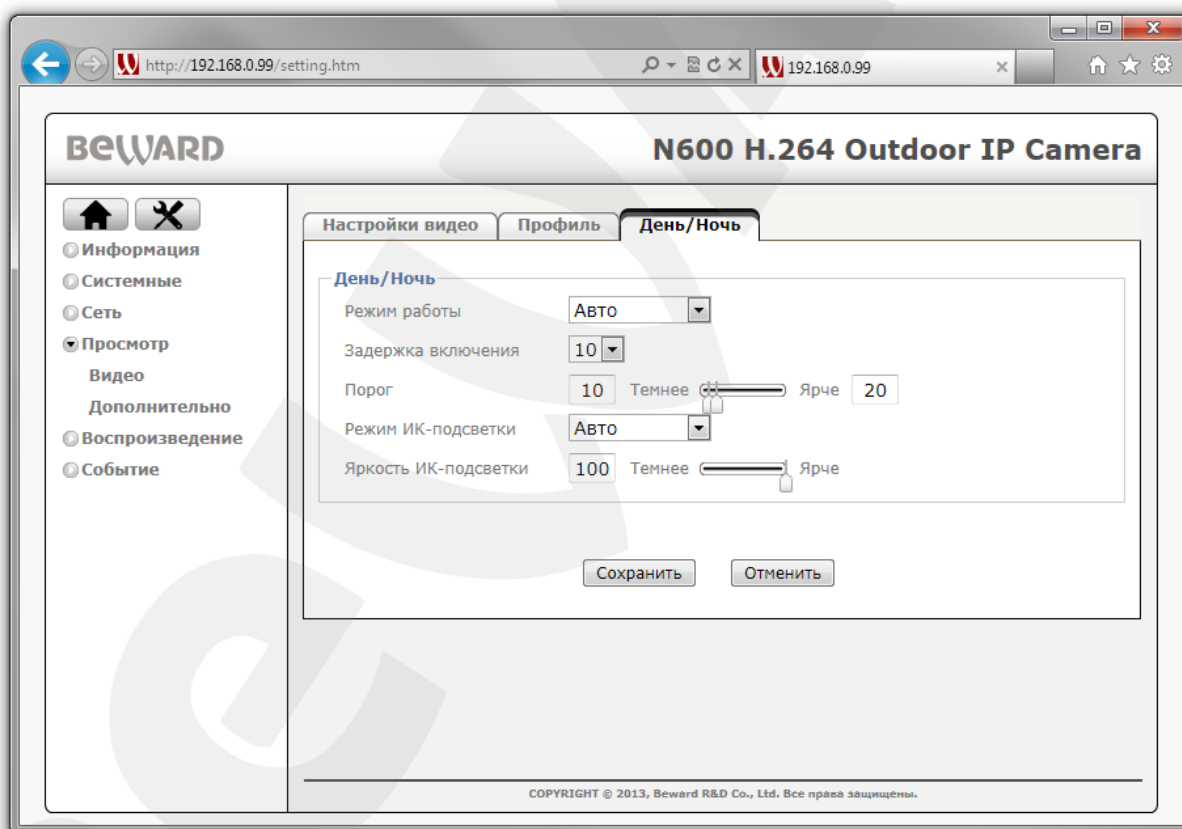 http://192.168.0.99/setting.htm
192.168.0.99
BEWARD
N600 H.264 Outdoor IP Camera
Информация
Системные
Сеть
Просмотр
Видео
Дополнительно
Воспроизведение
Событие
Настройки видео Профиль День/Ночь
День/Ночь
Режим работы Авто
Задержка включения 10
Порог 10 Темнее Ярче 20
Режим ИК-подсветки Авто
Яркость ИК-подсветки 100 Темнее Ярче
Сохранить Отменить
COPYRIGHT © 2013, Beward R&D Co., Ltd. Все права защищены.